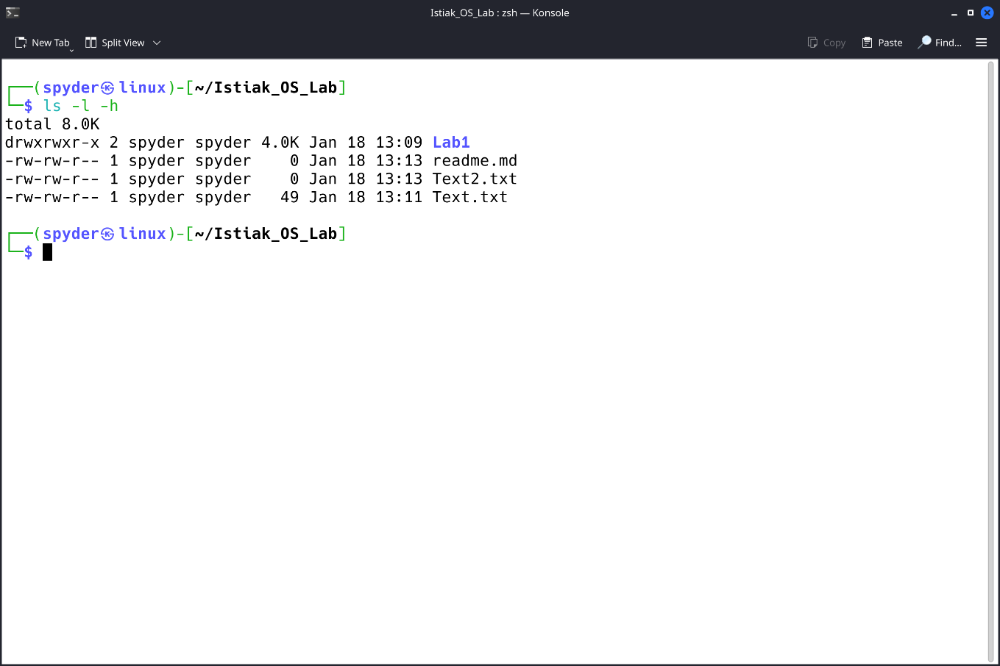 Istiak_OS_Lab : zsh — Konsole
New Tab Split View Copy Paste Find...
┌──(spyder㉿linux)-[~/Istiak_OS_Lab]
└─$ ls -l -h
total 8.0K
drwxrwxr-x 2 spyder spyder 4.0K Jan 18 13:09 Lab1
-rw-rw-r-- 1 spyder spyder    0 Jan 18 13:13 readme.md
-rw-rw-r-- 1 spyder spyder    0 Jan 18 13:13 Text2.txt
-rw-rw-r-- 1 spyder spyder   49 Jan 18 13:11 Text.txt
┌──(spyder㉿linux)-[~/Istiak_OS_Lab]
└─$